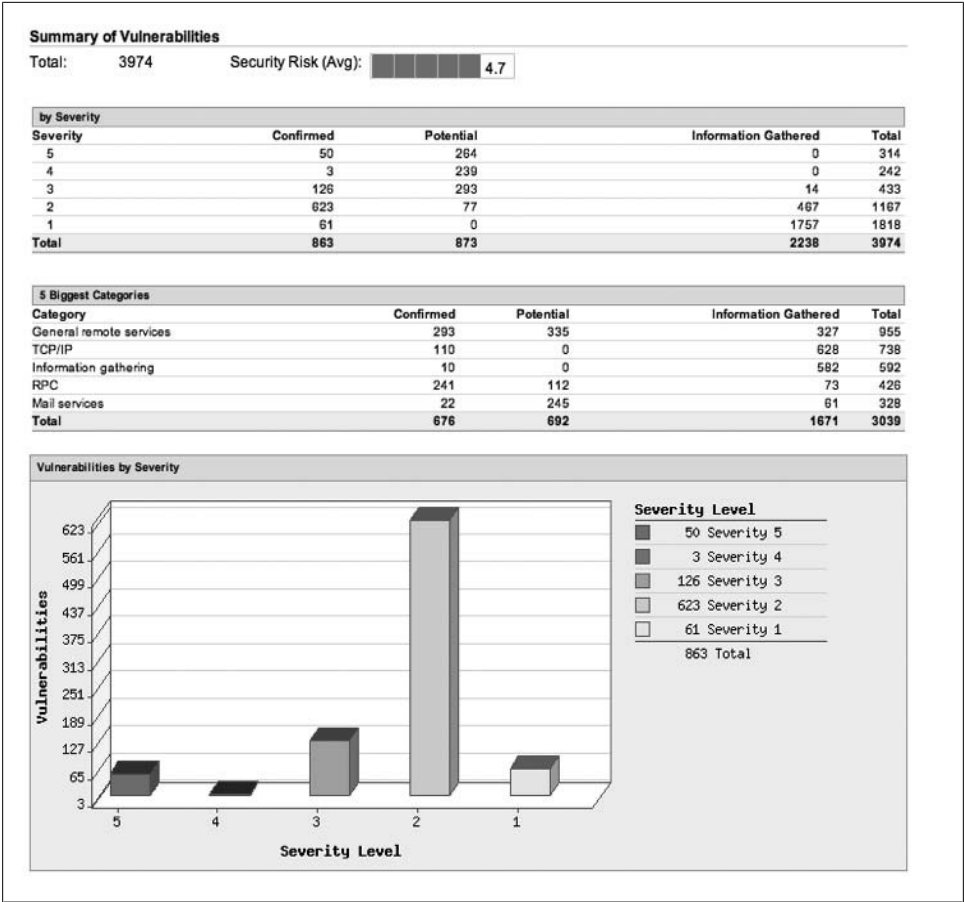 Summary of Vulnerabilities
Total: 3974 Security Risk (Avg): 4.7
by Severity
Severity Confirmed Potential Information Gathered Total
5 50 264 0 314
4 3 239 0 242
3 126 293 14 433
2 623 77 467 1167
1 61 0 1757 1818
Total 863 873 2238 3974
5 Biggest Categories
Category Confirmed Potential Information Gathered Total
General remote services 293 335 327 955
TCP/IP 110 0 628 738
Information gathering 10 0 582 592
RPC 241 112 73 426
Mail services 22 245 61 328
Total 676 692 1671 3039
Vulnerabilities by Severity
Vulnerabilities
623
561
499
437
375
313
251
189
127
65
3
5 4 3 2 1
Severity Level
Severity Level
50 Severity 5
3 Severity 4
126 Severity 3
623 Severity 2
61 Severity 1
863 Total